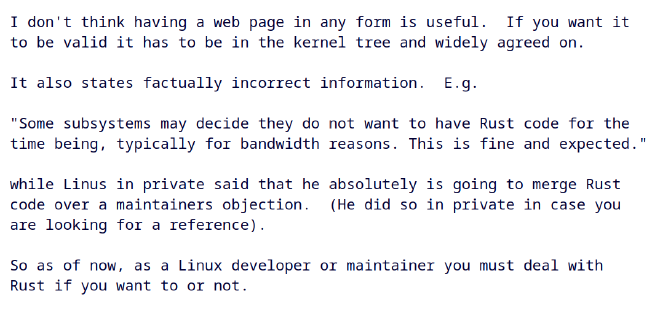 I don't think having a web page in any form is useful.  If you want it
to be valid it has to be in the kernel tree and widely agreed on.
It also states factually incorrect information.  E.g.
"Some subsystems may decide they do not want to have Rust code for the
time being, typically for bandwidth reasons. This is fine and expected."
while Linus in private said that he absolutely is going to merge Rust
code over a maintainers objection.  (He did so in private in case you
are looking for a reference).
So as of now, as a Linux developer or maintainer you must deal with
Rust if you want to or not.